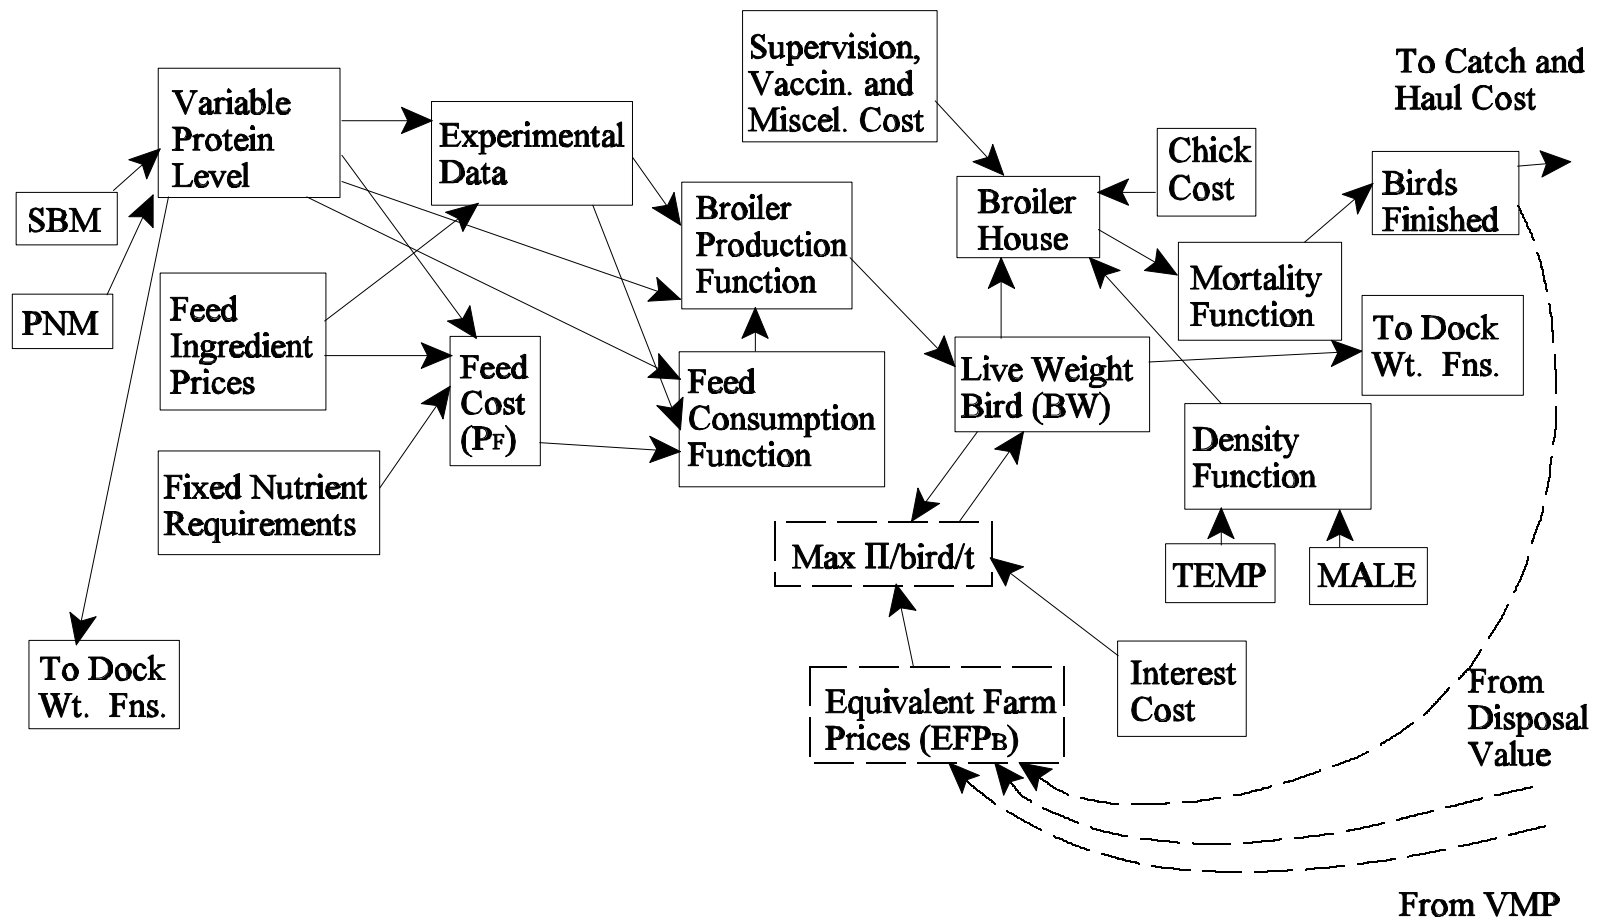 Supervision,
Vaccin. and
Miscel. Cost
To Catch and
Haul Cost
Variable
Protein
Level
Experimental
Data
Chick
Cost
Birds
Finished
SBM
Broiler
Production
Function
Broiler
House
Mortality
Function
PNM
Feed
Ingredient
Prices
To Dock
Wt. Fns.
Feed
Cost
(PF)
Feed
Consumption
Function
Live Weight
Bird (BW)
Density
Function
Fixed Nutrient
Requirements
Max Π/bird/t
TEMP
MALE
To Dock
Wt. Fns.
Equivalent Farm
Prices (EFPB)
Interest
Cost
From
Disposal
Value
From VMP